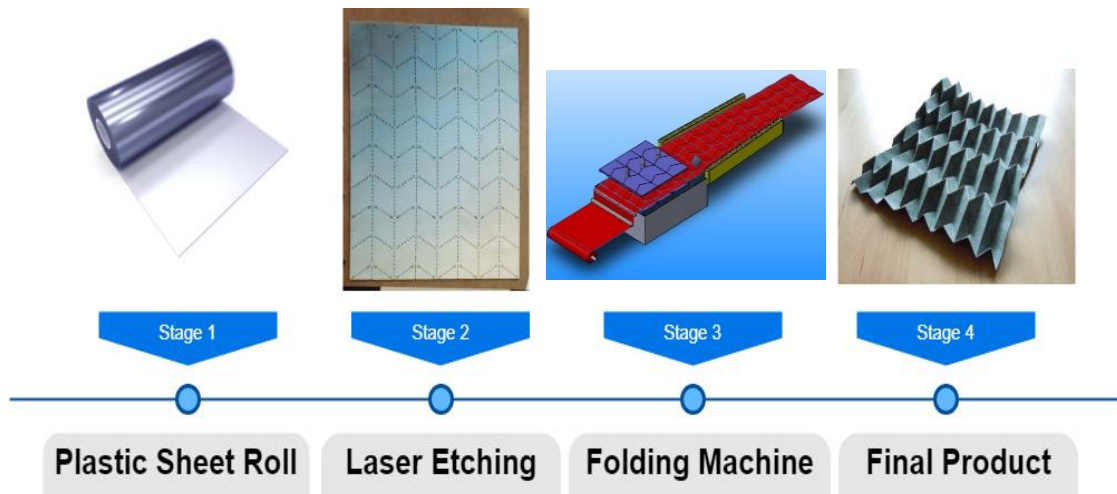 Stage 1
Stage 2
Stage 3
Stage 4
Plastic Sheet Roll
Laser Etching
Folding Machine
Final Product